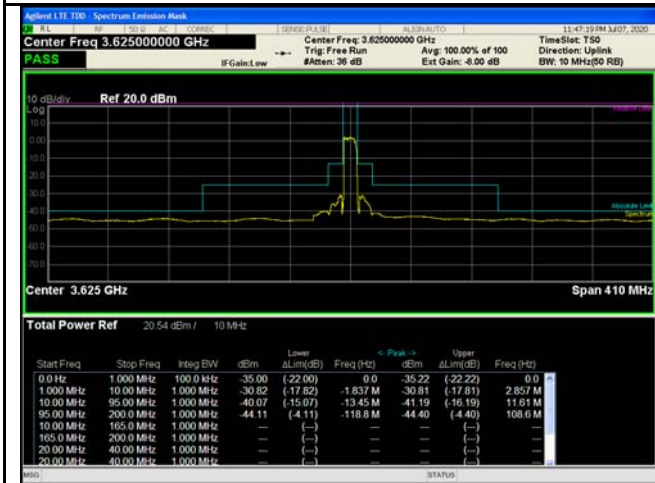 Agilent LTE TDD - Spectrum Emission Mask
RL RF 50 Ω AC CORREC SENSE:PULSE ALIGNAUTO 11:47:19 PM Jul 07, 2020
Center Freq 3.625000000 GHz Center Freq: 3.625000000 GHz TimeSlot: TS0
Trig: Free Run Avg: 100.00% of 100 Direction: Uplink
PASS IFGain:Low #Atten: 36 dB Ext Gain: -8.00 dB BW: 10 MHz(50 RB)
10 dB/div Ref 20.0 dBm
Log
10.0
0.00
10.0
20.0
30.0
40.0
Absolute Limit
Spectrum
60.0
70.0
Center 3.625 GHz Span 410 MHz
Total Power Ref 20.54 dBm / 10 MHz
Lower <- Peak -> Upper
Start Freq Stop Freq Integ BW dBm ΔLim(dB) Freq (Hz) dBm ΔLim(dB) Freq (Hz)
0.0 Hz 1.000 MHz 100.0 kHz -35.00 (-22.00) 0.0 -35.22 (-22.22) 0.0
1.000 MHz 10.00 MHz 1.000 MHz -30.82 (-17.82) -1.837 M -30.81 (-17.81) 2.857 M
10.00 MHz 95.00 MHz 1.000 MHz -40.07 (-15.07) -13.45 M -41.19 (-16.19) 11.61 M
95.00 MHz 200.0 MHz 1.000 MHz -44.11 (-4.11) -118.8 M -44.40 (-4.40) 108.6 M
10.00 MHz 165.0 MHz 1.000 MHz --- (---) --- --- (---) ---
165.0 MHz 200.0 MHz 1.000 MHz --- (---) --- --- (---) ---
20.00 MHz 40.00 MHz 1.000 MHz --- (---) --- --- (---) ---
20.00 MHz 40.00 MHz 1.000 MHz --- (---) --- --- (---) ---
MSG STATUS